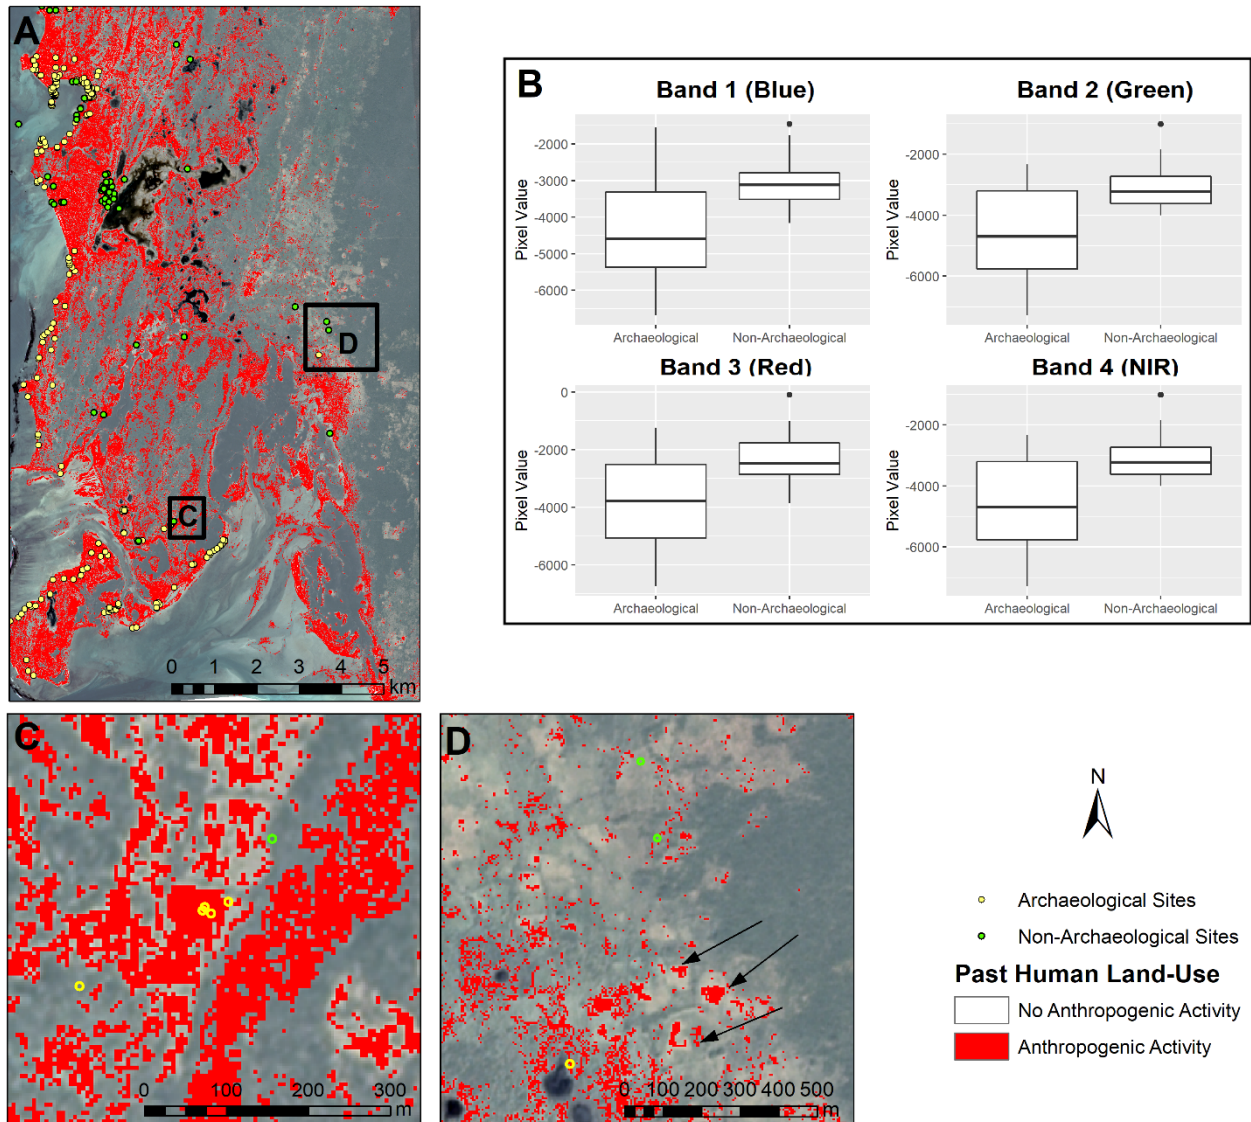 A
D
C
0 1 2 3 4 5
km
B
Band 1 (Blue)
Pixel Value
-2000
-3000
-4000
-5000
-6000
Archaeological Non-Archaeological
Band 2 (Green)
Pixel Value
-2000
-4000
-6000
Archaeological Non-Archaeological
Band 3 (Red)
Pixel Value
0
-2000
-4000
-6000
Archaeological Non-Archaeological
Band 4 (NIR)
Pixel Value
-2000
-4000
-6000
Archaeological Non-Archaeological
C
0 100 200 300
m
D
0 100 200 300 400 500
m
N
Archaeological Sites
Non-Archaeological Sites
Past Human Land-Use
No Anthropogenic Activity
Anthropogenic Activity